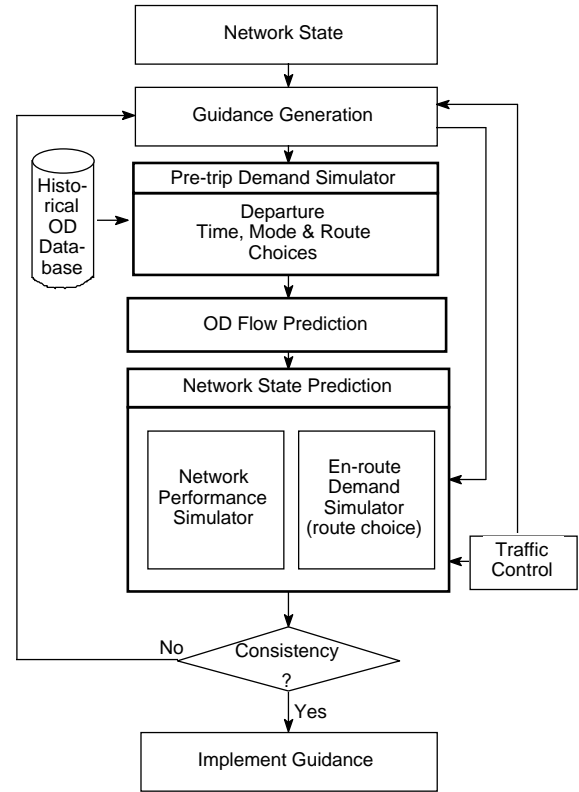 Network State
Guidance Generation
Pre-trip Demand Simulator
Histo-
rical
OD
Data-
base
Departure
Time, Mode & Route
Choices
OD Flow Prediction
Network State Prediction
Network
Performance
Simulator
En-route
Demand
Simulator
(route choice)
Traffic
Control
No
Consistency
?
Yes
Implement Guidance